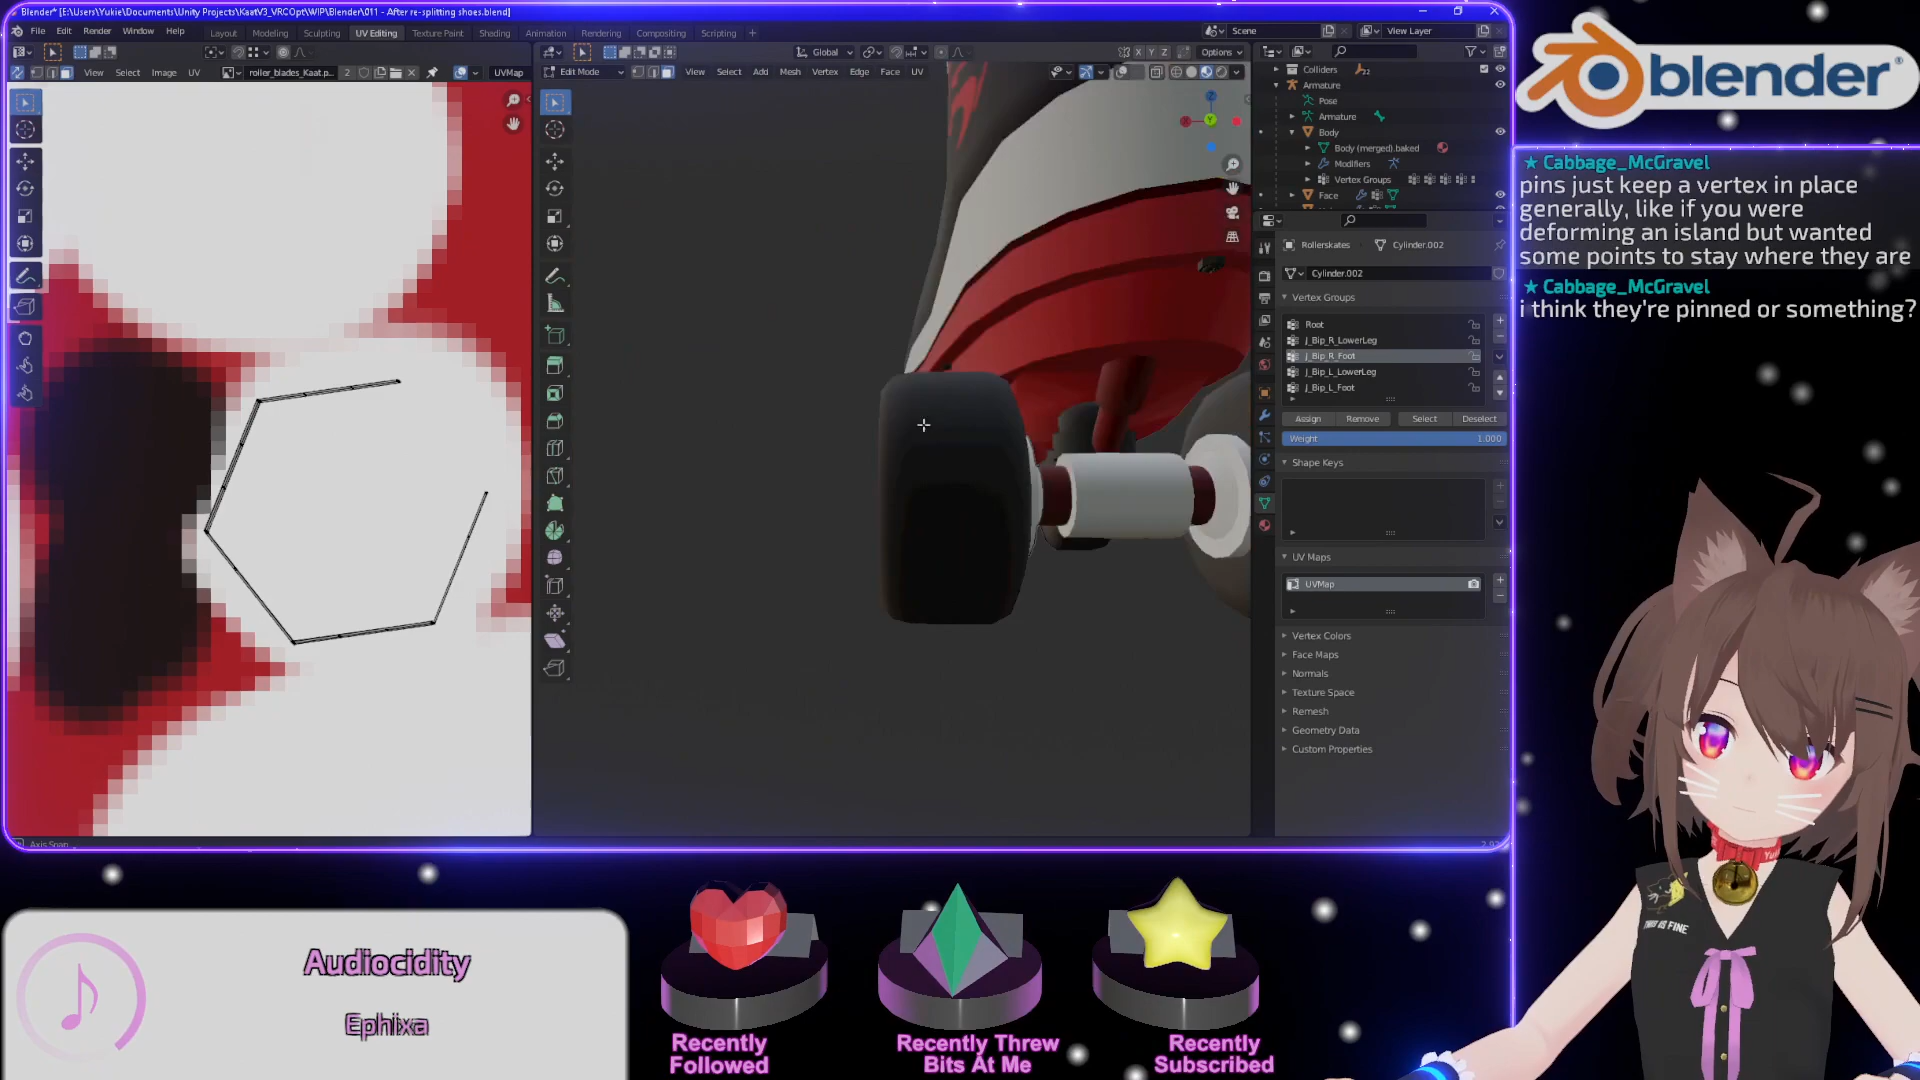 Blender* [E:\Users\Yukie\Documents\Unity Projects\KaatV3_VRCOpt\WIP\Blender\011 - After re-splitting shoes.blend]
File Edit Render Window Help Layout Modeling Sculpting UV Editing Texture Paint Shading Animation Rendering Compositing Scripting + Scene View Layer
Global Options
View Select Image UV roller_blades_Kaat.p... 2 UVMap Edit Mode View Select Add Mesh Vertex Edge Face UV
X Y Z
Colliders
Armature
Pose
Armature
Body
Body (merged).baked
Modifiers
Vertex Groups
Face
Rollerskates Cylinder.002
Cylinder.002
Vertex Groups
Root
J_Bip_R_LowerLeg
J_Bip_R_Foot
J_Bip_L_LowerLeg
J_Bip_L_Foot
Assign Remove Select Deselect
Weight 1.000
Shape Keys
UV Maps
UVMap
Vertex Colors
Face Maps
Normals
Texture Space
Remesh
Geometry Data
Custom Properties
Axis Snap
blender
Cabbage_McGravel
pins just keep a vertex in place
generally, like if you were
deforming an island but wanted
some points to stay where they are
Cabbage_McGravel
i think they're pinned or something?
THIS IS FINE
Audiocidity
Ephixa
Recently
Followed
Recently Threw
Bits At Me
Recently
Subscribed